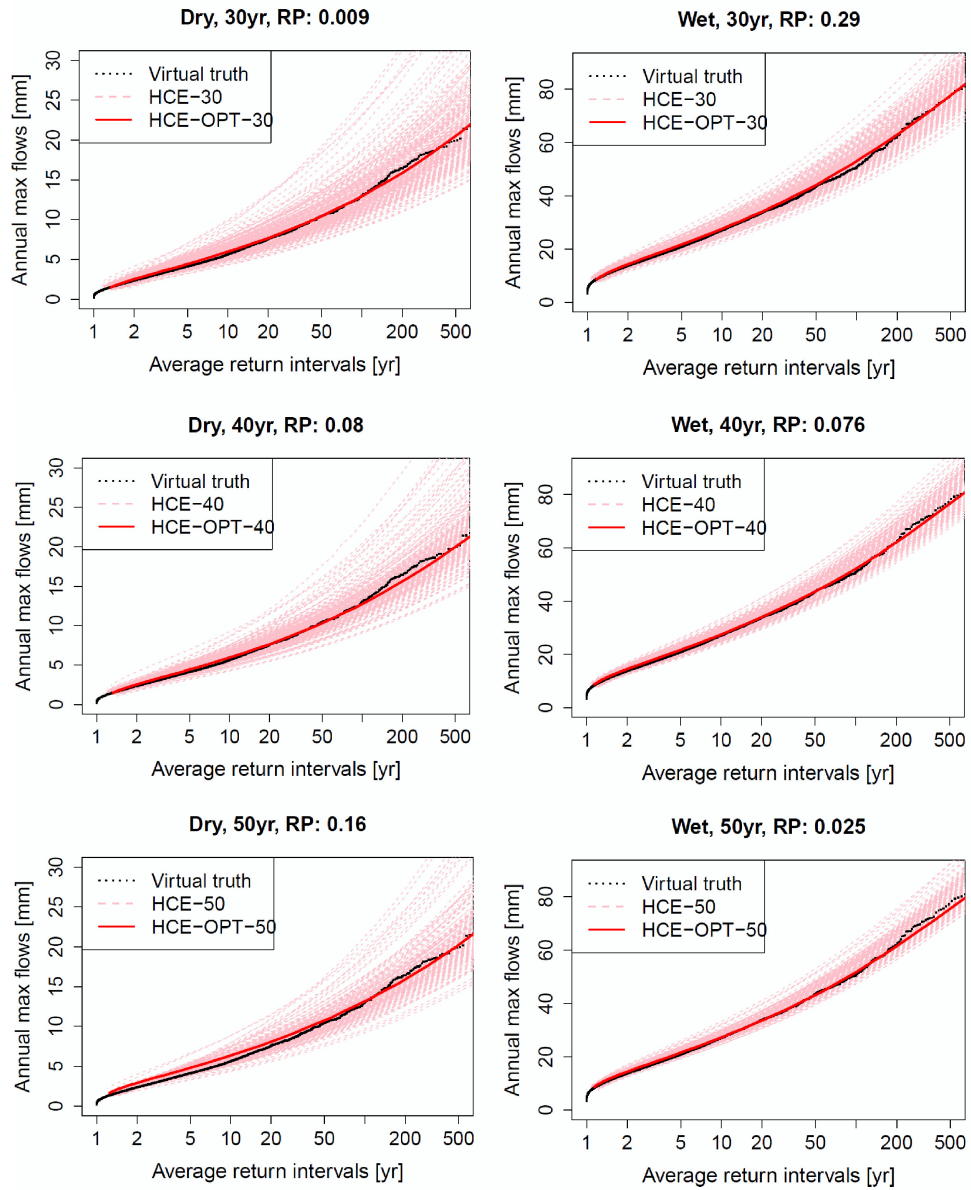 Dry, 30yr, RP: 0.009
Annual max flows [mm]
30
25
20
15
10
5
0
Virtual truth
HCE−30
HCE−OPT−30
1 2 5 10 20 50 200 500
Average return intervals [yr]
Wet, 30yr, RP: 0.29
Annual max flows [mm]
80
60
40
20
0
Virtual truth
HCE−30
HCE−OPT−30
1 2 5 10 20 50 200 500
Average return intervals [yr]
Dry, 40yr, RP: 0.08
Annual max flows [mm]
30
25
20
15
10
5
0
Virtual truth
HCE−40
HCE−OPT−40
1 2 5 10 20 50 200 500
Average return intervals [yr]
Wet, 40yr, RP: 0.076
Annual max flows [mm]
80
60
40
20
0
Virtual truth
HCE−40
HCE−OPT−40
1 2 5 10 20 50 200 500
Average return intervals [yr]
Dry, 50yr, RP: 0.16
Annual max flows [mm]
30
25
20
15
10
5
0
Virtual truth
HCE−50
HCE−OPT−50
1 2 5 10 20 50 200 500
Average return intervals [yr]
Wet, 50yr, RP: 0.025
Annual max flows [mm]
80
60
40
20
0
Virtual truth
HCE−50
HCE−OPT−50
1 2 5 10 20 50 200 500
Average return intervals [yr]